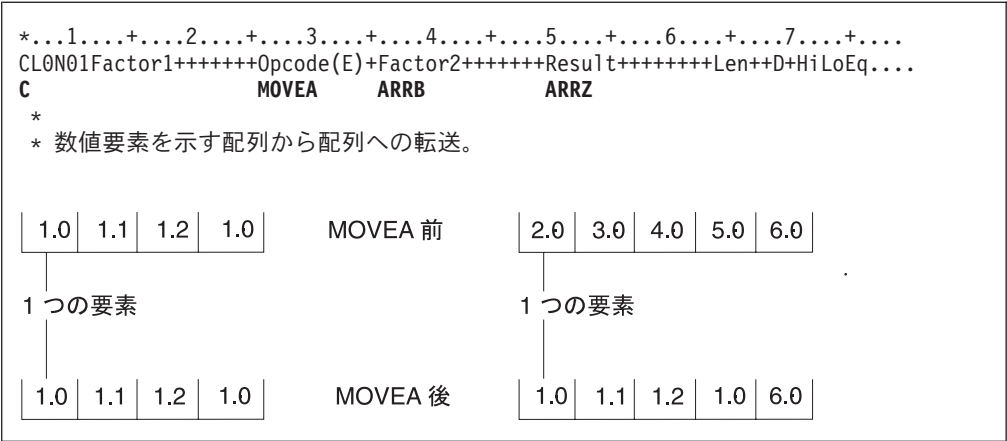 *...1....+....2....+....3....+....4....+....5....+....6....+....7...+....
CL0N01Factor1+++++++Opcode(E)+Factor2+++++++Result++++++++Len++D+HiLoEq....
C                   MOVEA     ARRB          ARRZ
*
* 数値要素を示す配列から配列への転送。
1.0 1.1 1.2 1.0 MOVEA 前 2.0 3.0 4.0 5.0 6.0
1 つの要素 1 つの要素
1.0 1.1 1.2 1.0 MOVEA 後 1.0 1.1 1.2 1.0 6.0